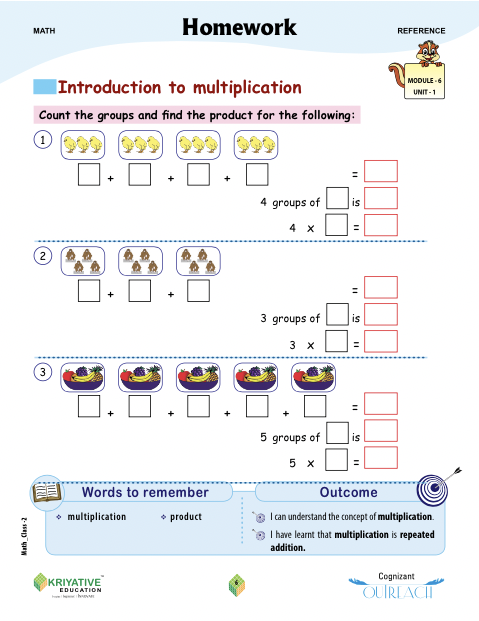 MATH
Homework
REFERENCE
MODULE - 6
UNIT - 1
Introduction to multiplication
Count the groups and find the product for the following:
1
+ + + =
4 groups of is
4 x =
2
+ + =
3 groups of is
3 x =
3
+ + + + =
5 groups of is
5 x =
Words to remember
❖ multiplication ❖ product
Outcome
I can understand the concept of multiplication.
I have learnt that multiplication is repeated
addition.
Math_Class-2
KRIYATIVE™
EDUCATION
6
Cognizant
OUTREACH